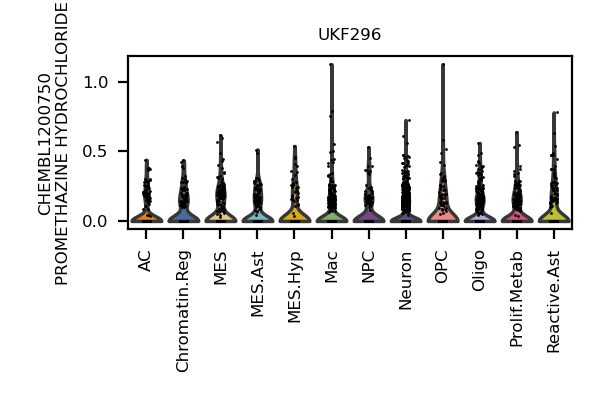 UKF296
CHEMBL1200750
PROMETHAZINE HYDROCHLORIDE
1.0
0.5
0.0
AC
Chromatin.Reg
MES
MES.Ast
MES.Hyp
Mac
NPC
Neuron
OPC
Oligo
Prolif.Metab
Reactive.Ast